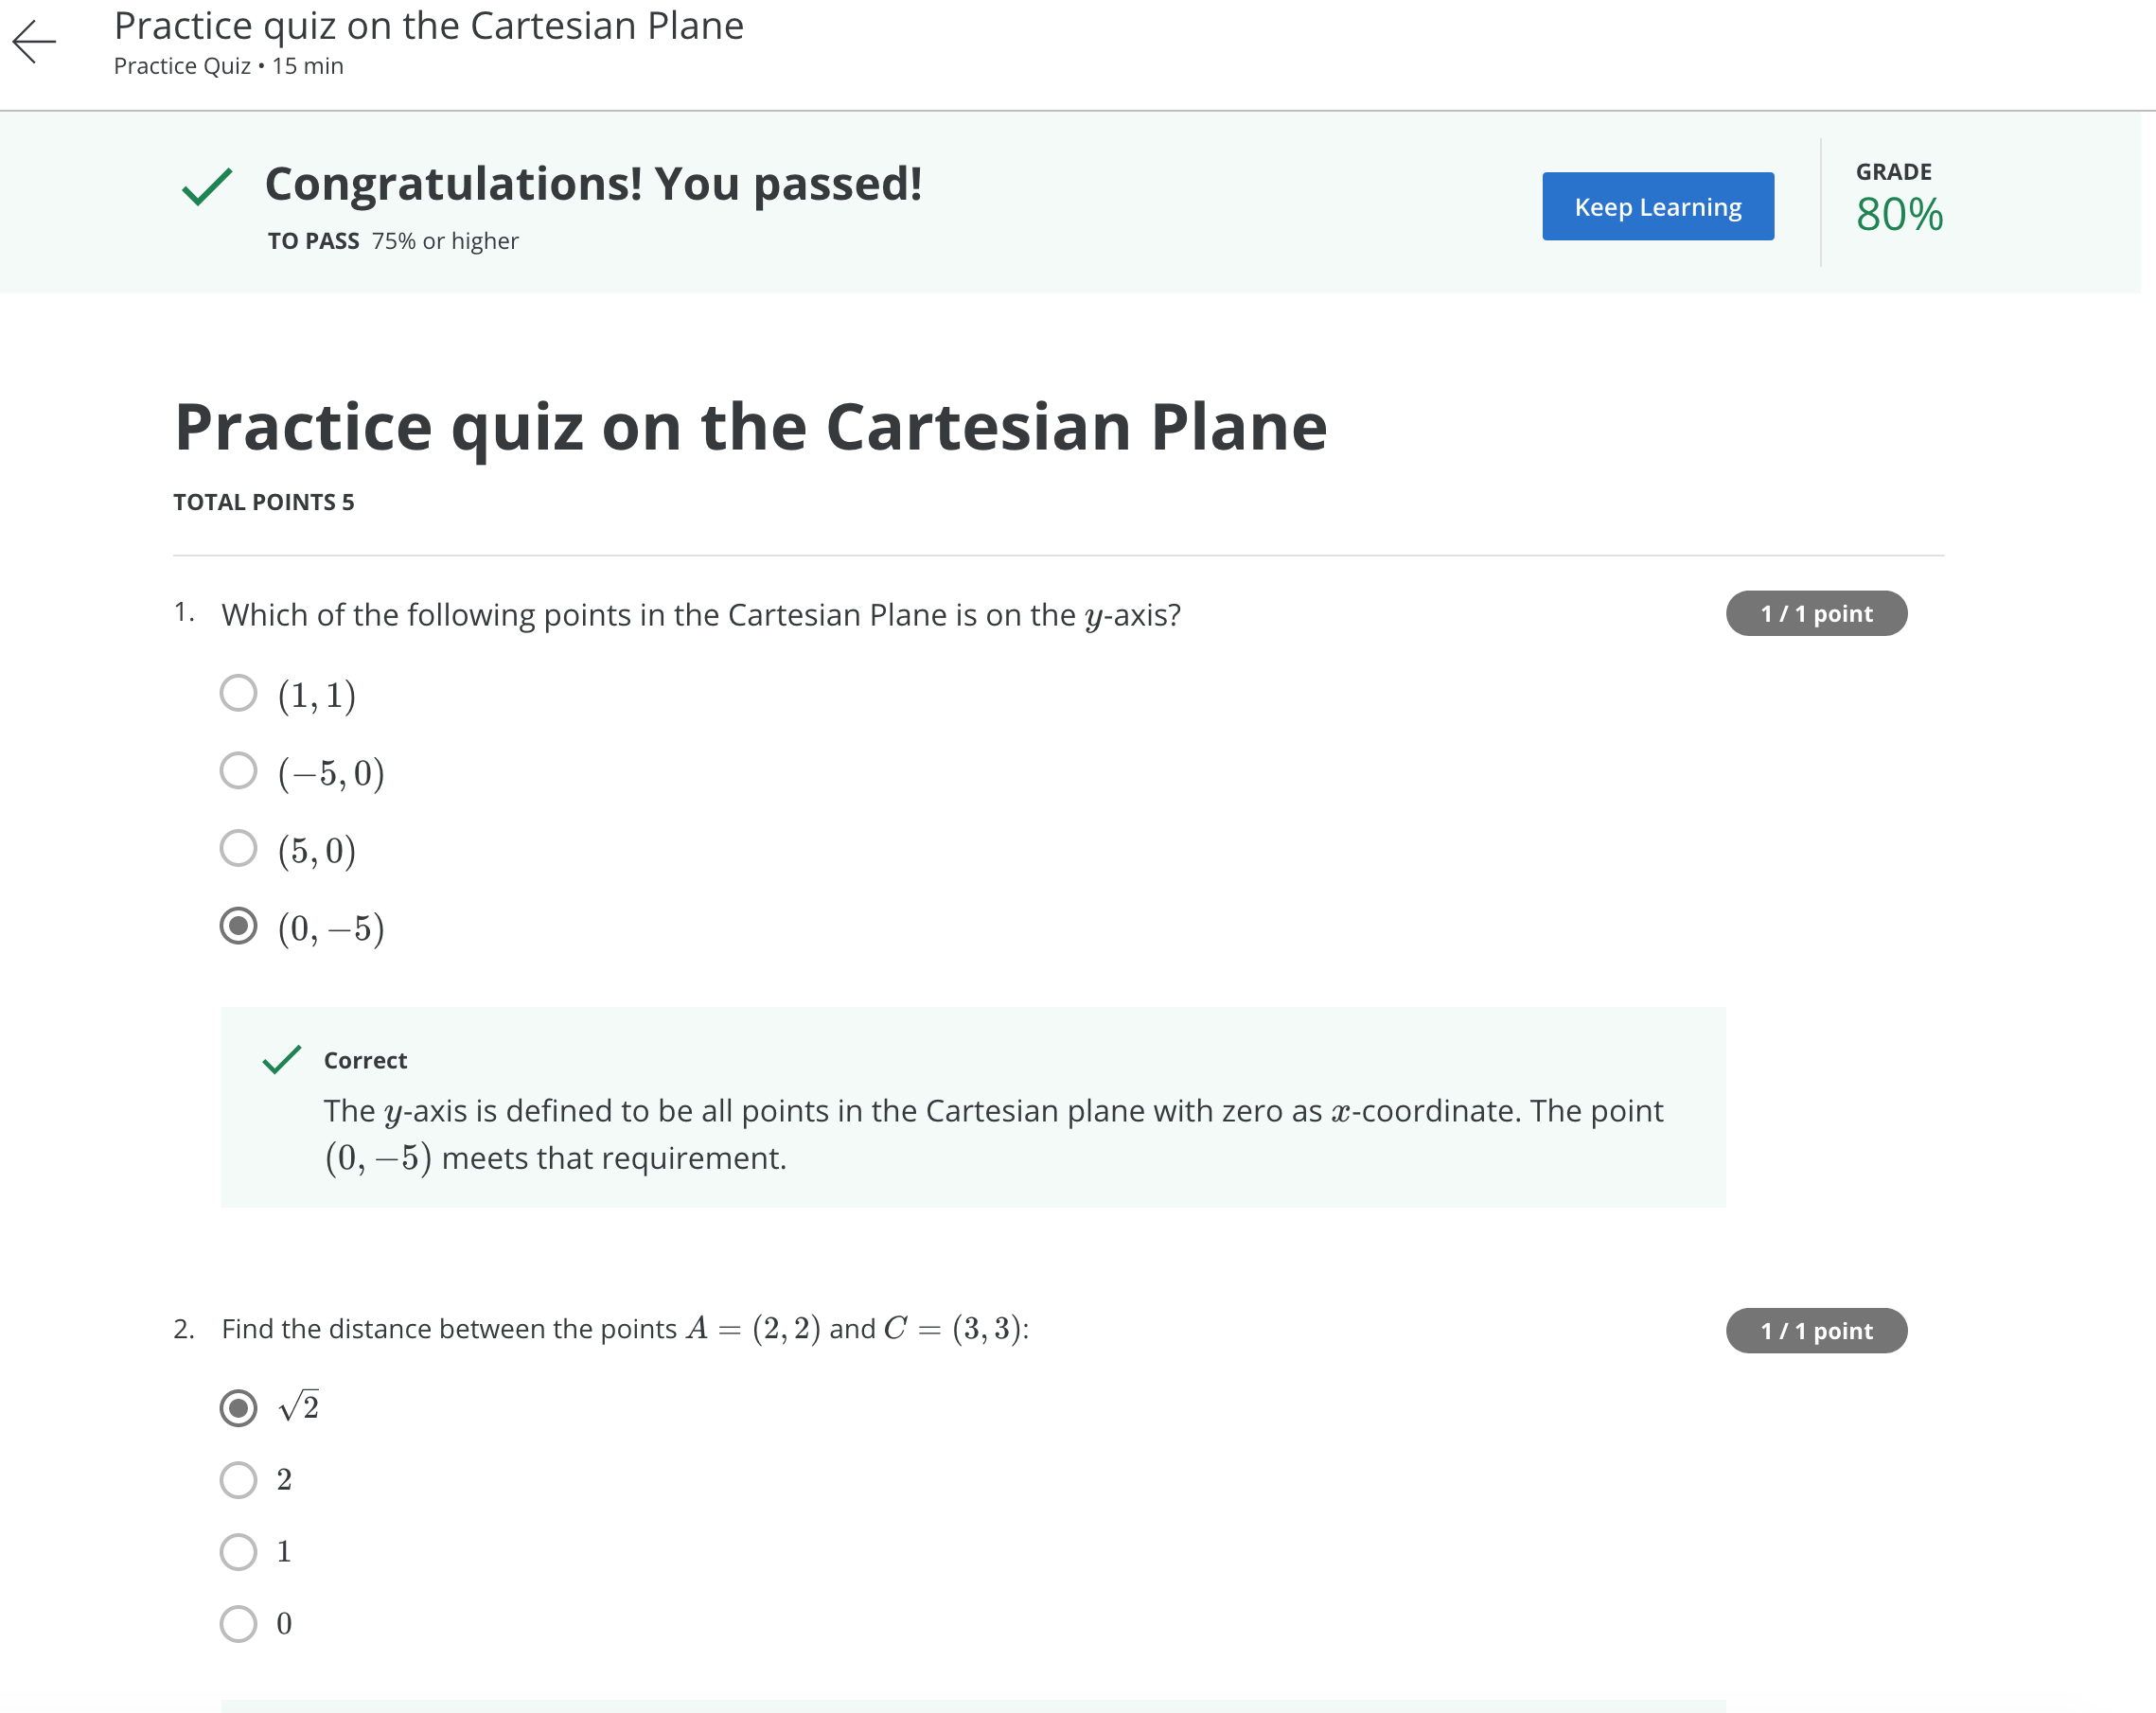 Practice quiz on the Cartesian Plane
Practice Quiz • 15 min
Congratulations! You passed!
TO PASS 75% or higher
Keep Learning
GRADE
80%
Practice quiz on the Cartesian Plane
TOTAL POINTS 5
1. Which of the following points in the Cartesian Plane is on the y-axis?
1 / 1 point
(1, 1)
(−5, 0)
(5, 0)
(0, −5)
Correct
The y-axis is defined to be all points in the Cartesian plane with zero as x-coordinate. The point
(0, −5) meets that requirement.
2. Find the distance between the points A = (2, 2) and C = (3, 3):
1 / 1 point
√2
2
1
0